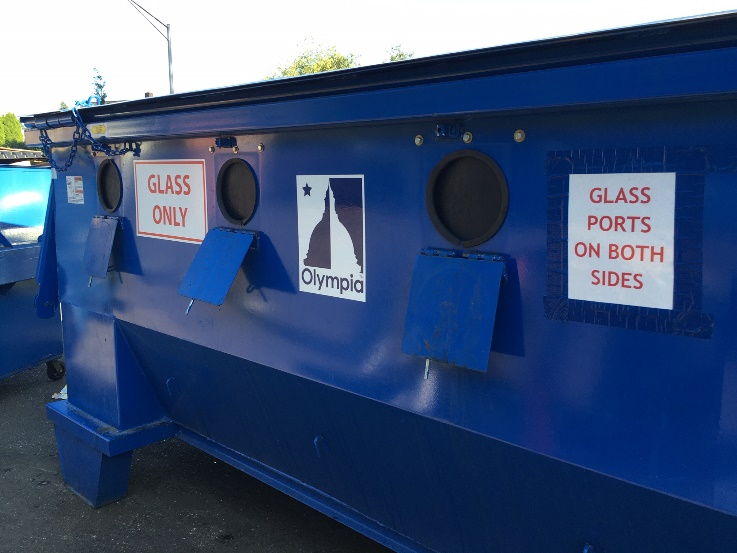 GLASS
ONLY
Olympia
GLASS
PORTS
ON BOTH
SIDES